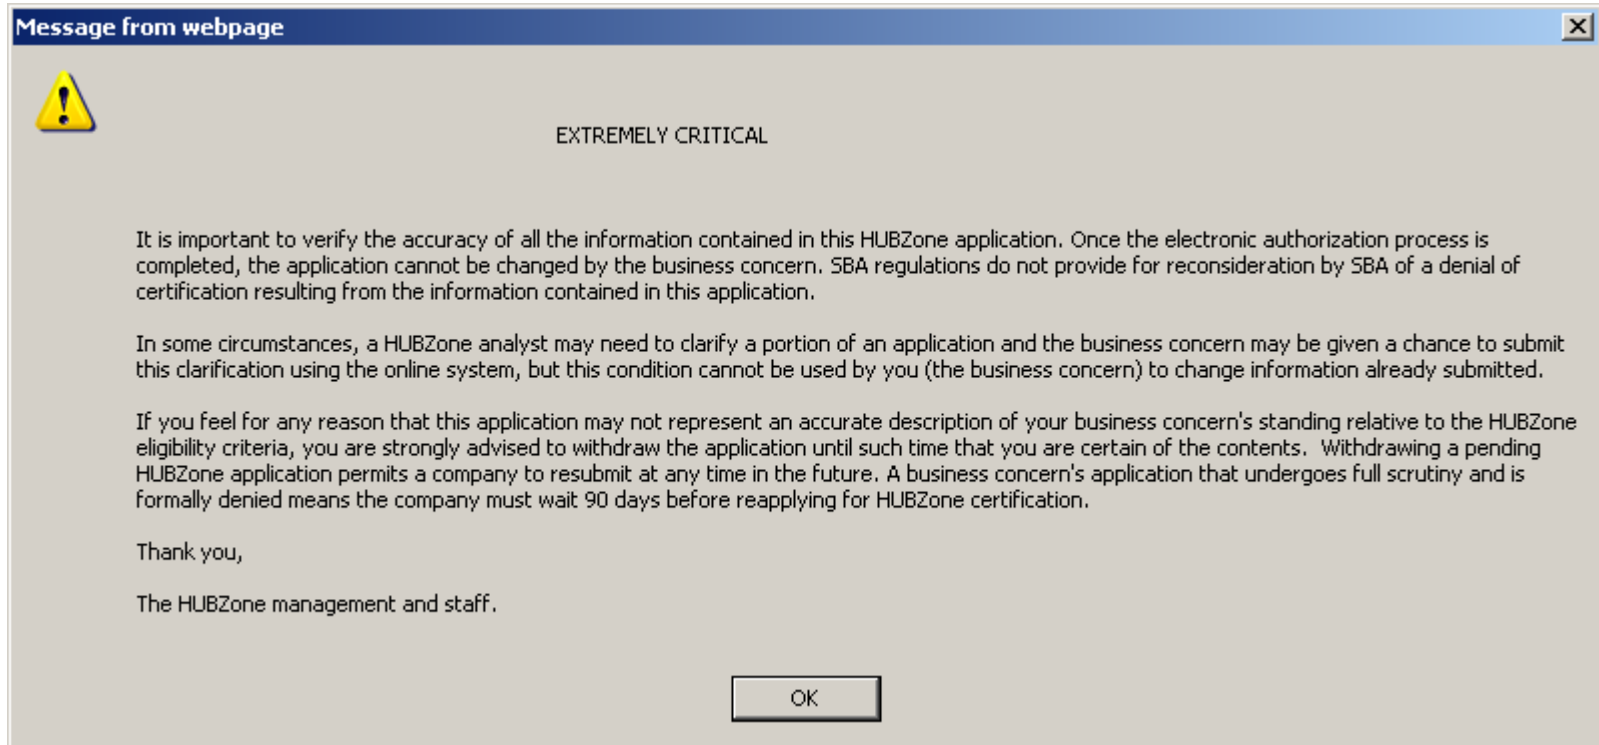 Message from webpage
EXTREMELY CRITICAL
It is important to verify the accuracy of all the information contained in this HUBZone application. Once the electronic authorization process is
completed, the application cannot be changed by the business concern. SBA regulations do not provide for reconsideration by SBA of a denial of
certification resulting from the information contained in this application.
In some circumstances, a HUBZone analyst may need to clarify a portion of an application and the business concern may be given a chance to submit
this clarification using the online system, but this condition cannot be used by you (the business concern) to change information already submitted.
If you feel for any reason that this application may not represent an accurate description of your business concern's standing relative to the HUBZone
eligibility criteria, you are strongly advised to withdraw the application until such time that you are certain of the contents.  Withdrawing a pending
HUBZone application permits a company to resubmit at any time in the future. A business concern's application that undergoes full scrutiny and is
formally denied means the company must wait 90 days before reapplying for HUBZone certification.
Thank you,
The HUBZone management and staff.
OK